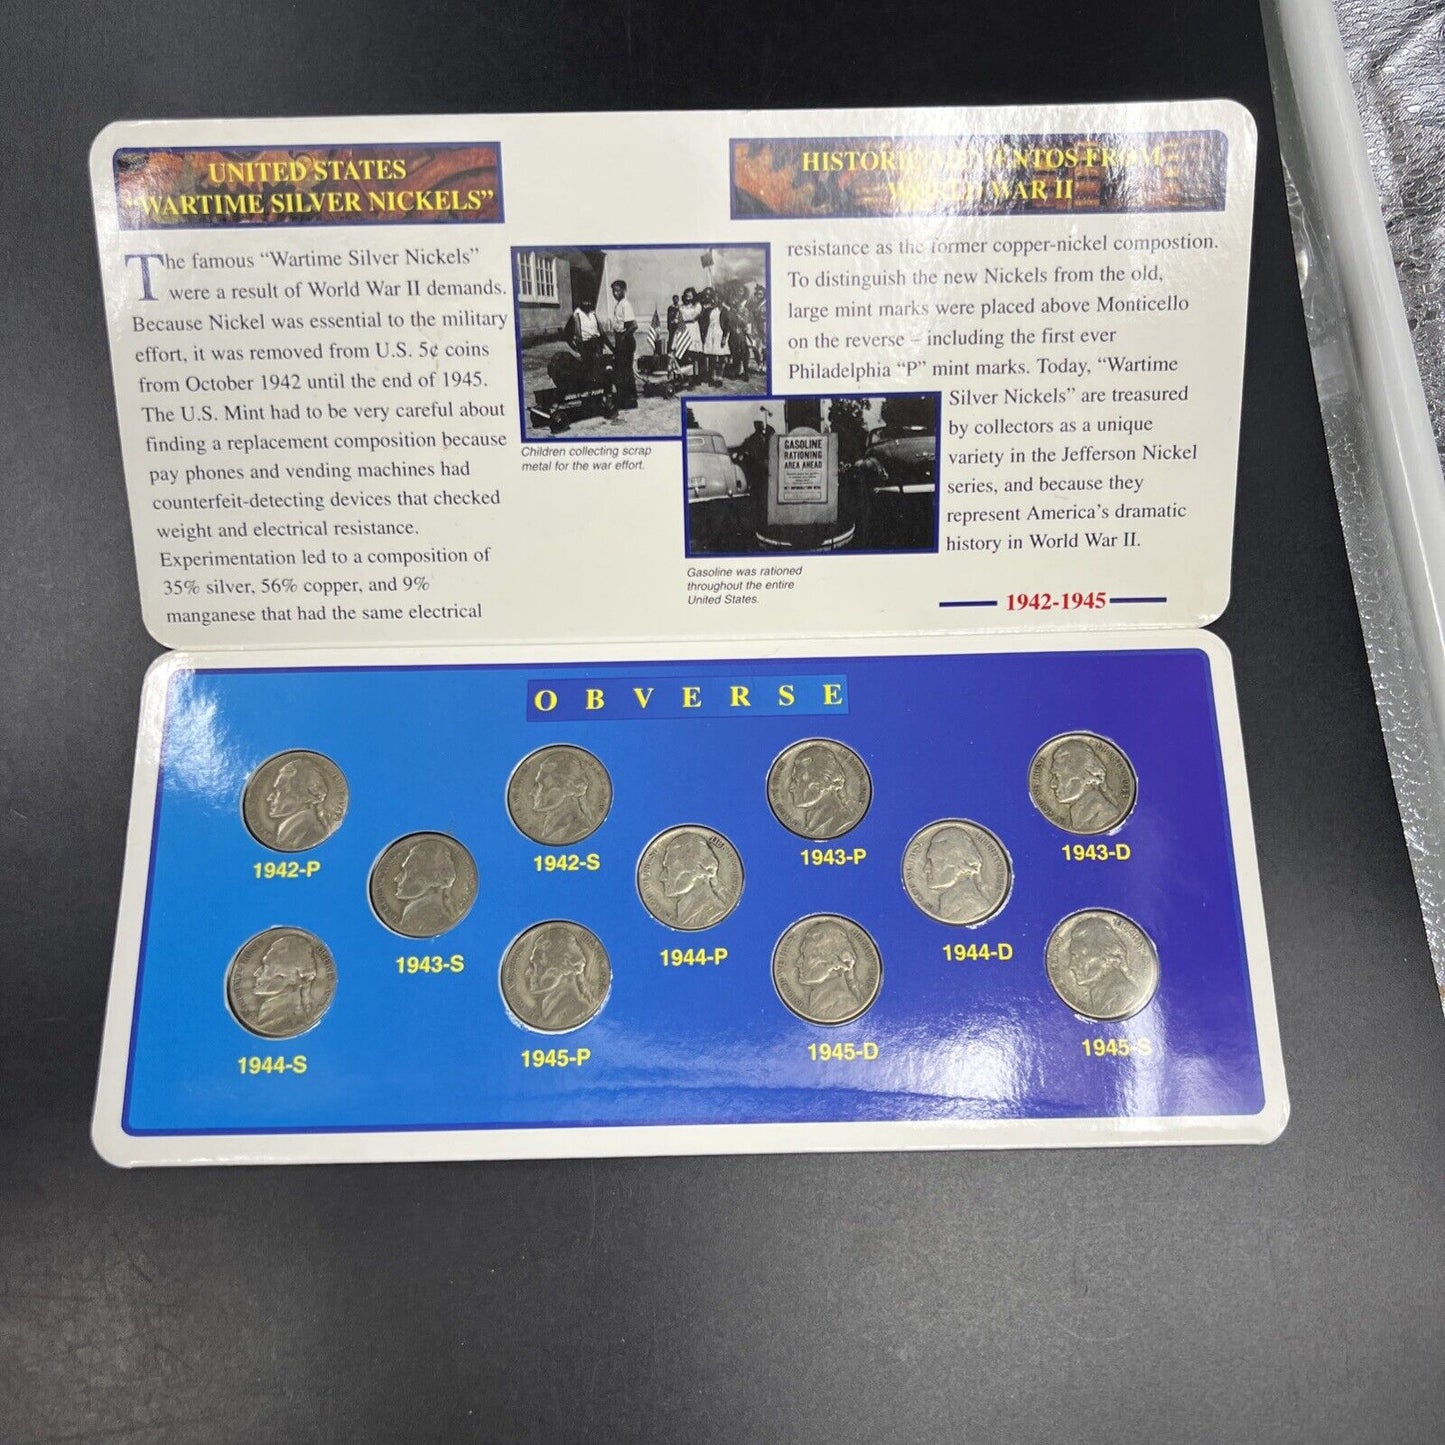 UNITED STATES
"WARTIME SILVER NICKELS"
The famous “Wartime Silver Nickels”
were a result of World War II demands.
Because Nickel was essential to the military
effort, it was removed from U.S. 5¢ coins
from October 1942 until the end of 1945.
The U.S. Mint had to be very careful about
finding a replacement composition because
pay phones and vending machines had
counterfeit-detecting devices that checked
weight and electrical resistance.
Experimentation led to a composition of
35% silver, 56% copper, and 9%
manganese that had the same electrical
Children collecting scrap
metal for the war effort.
GASOLINE
RATIONING
AREA AHEAD
Gasoline was rationed
throughout the entire
United States.
HISTORIC MEMENTOS FROM
WORLD WAR II
resistance as the former copper-nickel compostion.
To distinguish the new Nickels from the old,
large mint marks were placed above Monticello
on the reverse – including the first ever
Philadelphia “P” mint marks. Today, “Wartime
Silver Nickels” are treasured
by collectors as a unique
variety in the Jefferson Nickel
series, and because they
represent America’s dramatic
history in World War II.
1942-1945
OBVERSE
1942-P
1942-S
1943-P
1943-D
1943-S
1944-P
1944-D
1944-S
1945-P
1945-D
1945-S